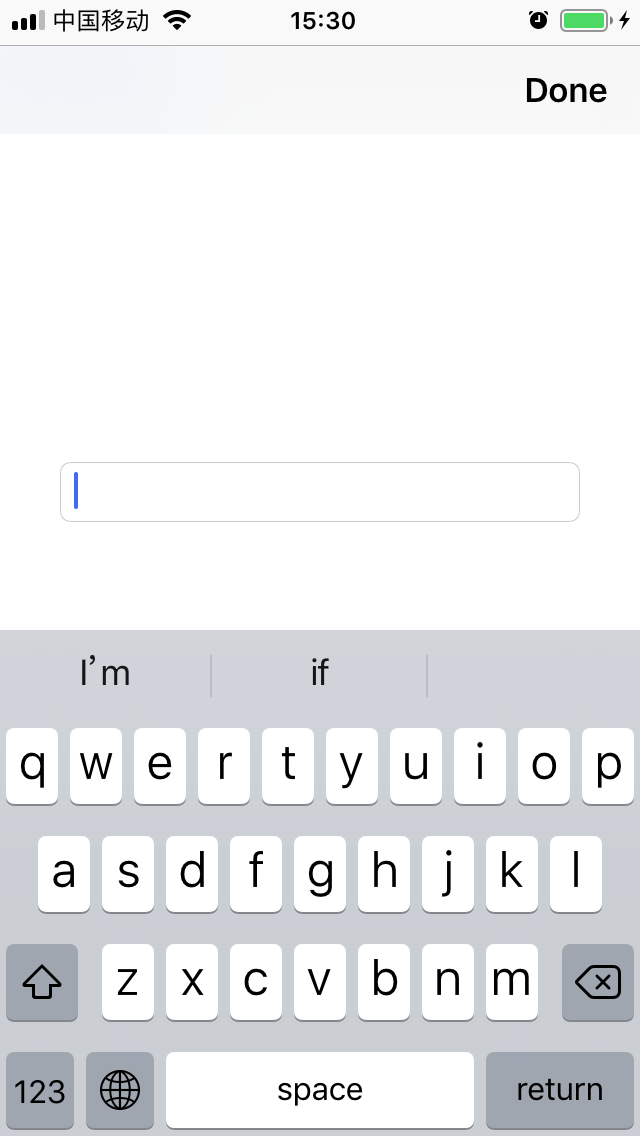 中国移动 15:30
Done
I'm if
q w e r t y u i o p
a s d f g h j k l
z x c v b n m
123 space return